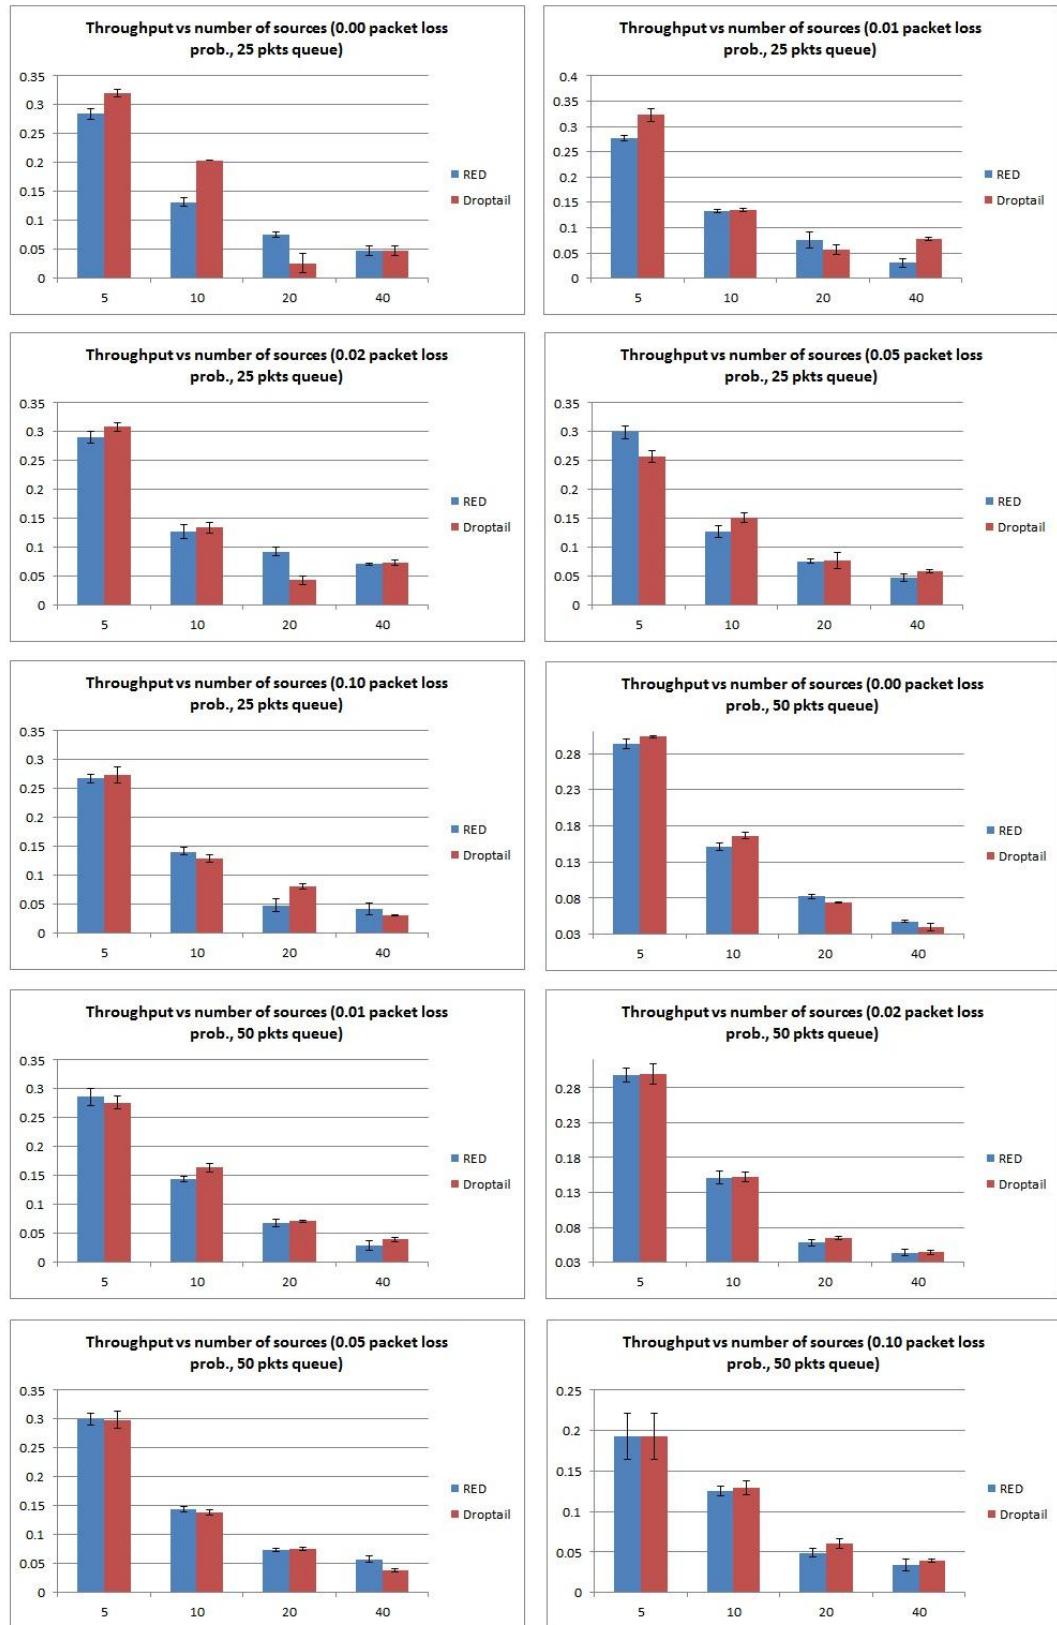 Throughput vs number of sources (0.00 packet loss
prob., 25 pkts queue)
0.35
0.3
0.25
0.2
0.15
0.1
0.05
0
5 10 20 40
RED
Droptail
Throughput vs number of sources (0.01 packet loss
prob., 25 pkts queue)
0.4
0.35
0.3
0.25
0.2
0.15
0.1
0.05
0
5 10 20 40
RED
Droptail
Throughput vs number of sources (0.02 packet loss
prob., 25 pkts queue)
0.35
0.3
0.25
0.2
0.15
0.1
0.05
0
5 10 20 40
RED
Droptail
Throughput vs number of sources (0.05 packet loss
prob., 25 pkts queue)
0.35
0.3
0.25
0.2
0.15
0.1
0.05
0
5 10 20 40
RED
Droptail
Throughput vs number of sources (0.10 packet loss
prob., 25 pkts queue)
0.35
0.3
0.25
0.2
0.15
0.1
0.05
0
5 10 20 40
RED
Droptail
Throughput vs number of sources (0.00 packet loss
prob., 50 pkts queue)
0.28
0.23
0.18
0.13
0.08
0.03
5 10 20 40
RED
Droptail
Throughput vs number of sources (0.01 packet loss
prob., 50 pkts queue)
0.35
0.3
0.25
0.2
0.15
0.1
0.05
0
5 10 20 40
RED
Droptail
Throughput vs number of sources (0.02 packet loss
prob., 50 pkts queue)
0.28
0.23
0.18
0.13
0.08
0.03
5 10 20 40
RED
Droptail
Throughput vs number of sources (0.05 packet loss
prob., 50 pkts queue)
0.35
0.3
0.25
0.2
0.15
0.1
0.05
0
5 10 20 40
RED
Droptail
Throughput vs number of sources (0.10 packet loss
prob., 50 pkts queue)
0.25
0.2
0.15
0.1
0.05
0
5 10 20 40
RED
Droptail